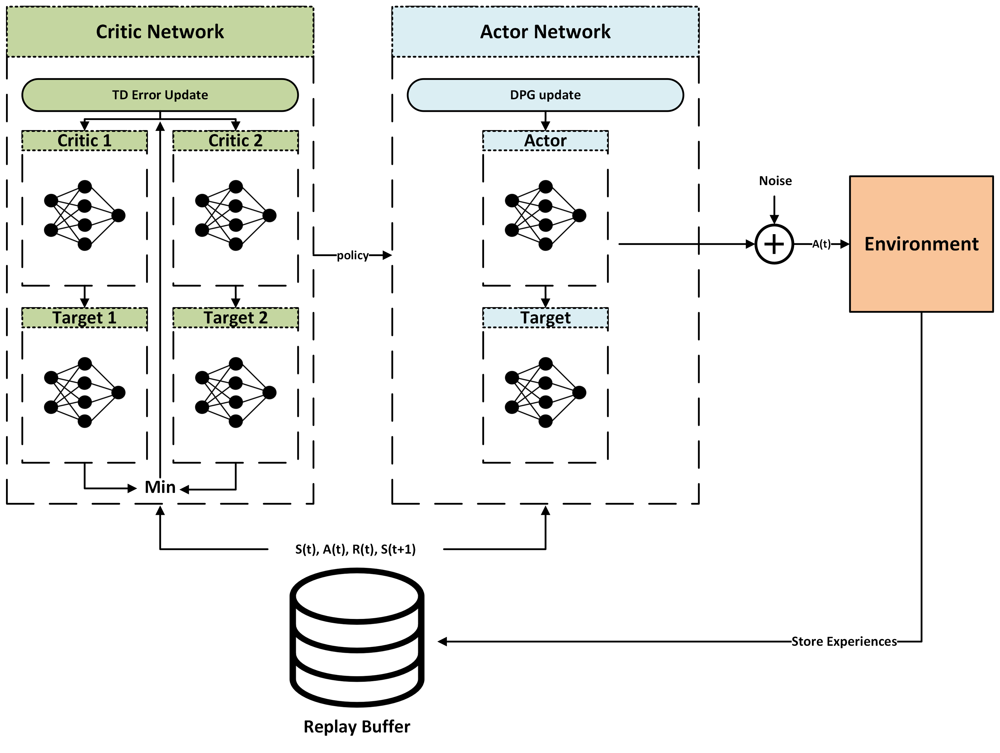 Critic Network
Actor Network
TD Error Update
DPG update
Critic 1
Critic 2
Actor
Noise
policy
A(t)
Environment
Target 1
Target 2
Target
Min
S(t), A(t), R(t), S(t+1)
Store Experiences
Replay Buffer